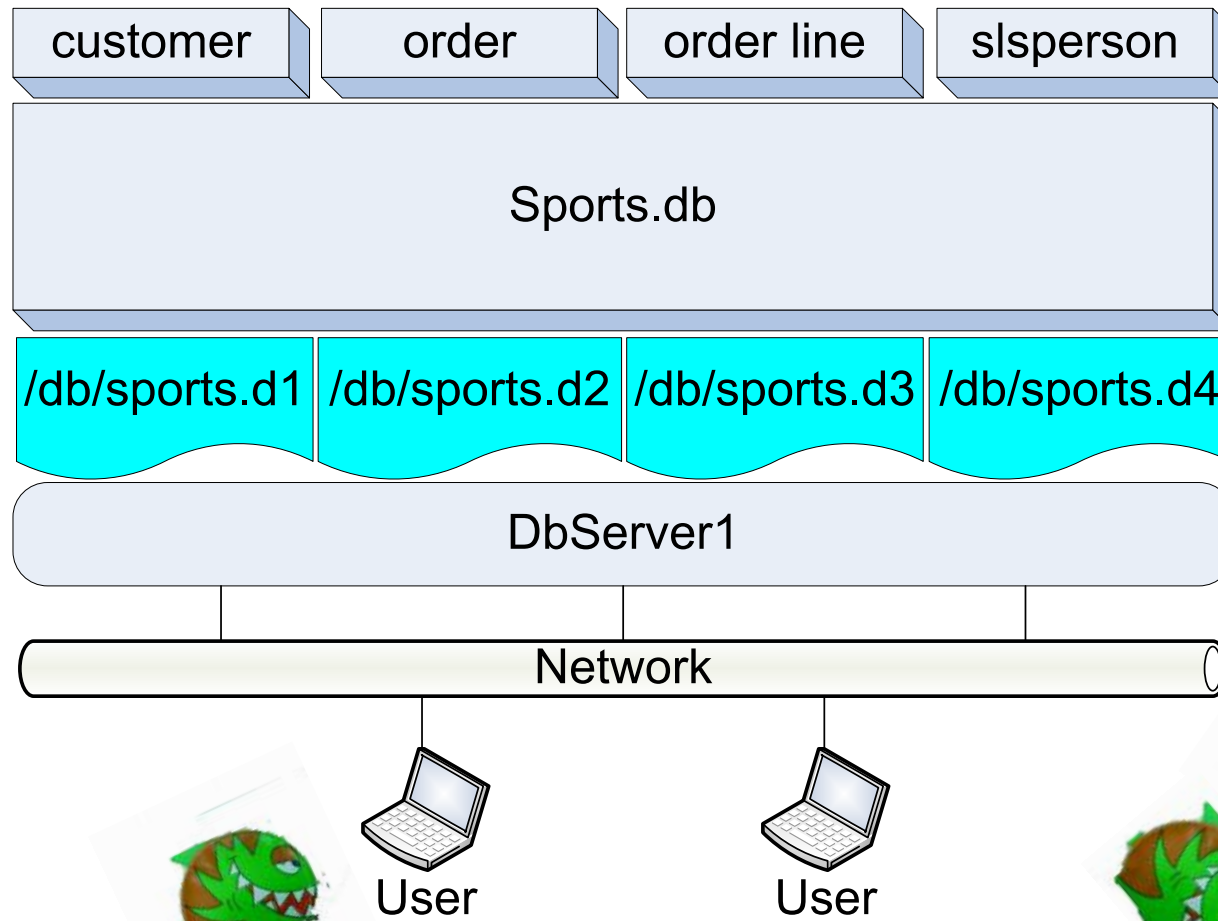 customer order order line slsperson
Sports.db
/db/sports.d1 /db/sports.d2 /db/sports.d3 /db/sports.d4
DbServer1
Network
User User